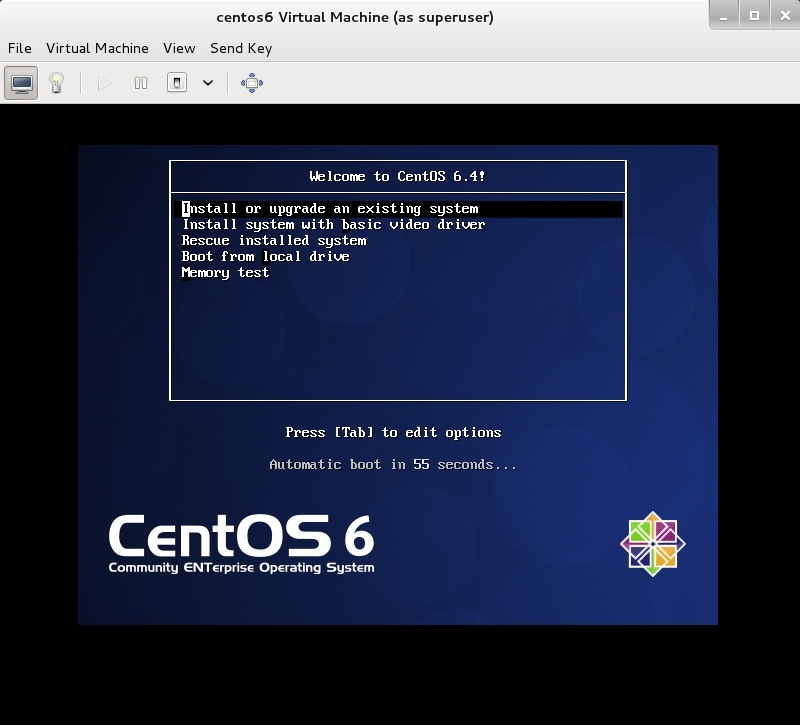 centos6 Virtual Machine (as superuser)
File Virtual Machine View Send Key
Welcome to CentOS 6.4!
Install or upgrade an existing system
Install system with basic video driver
Rescue installed system
Boot from local drive
Memory test
Press [Tab] to edit options
Automatic boot in 55 seconds...
CentOS 6
Community ENTerprise Operating System